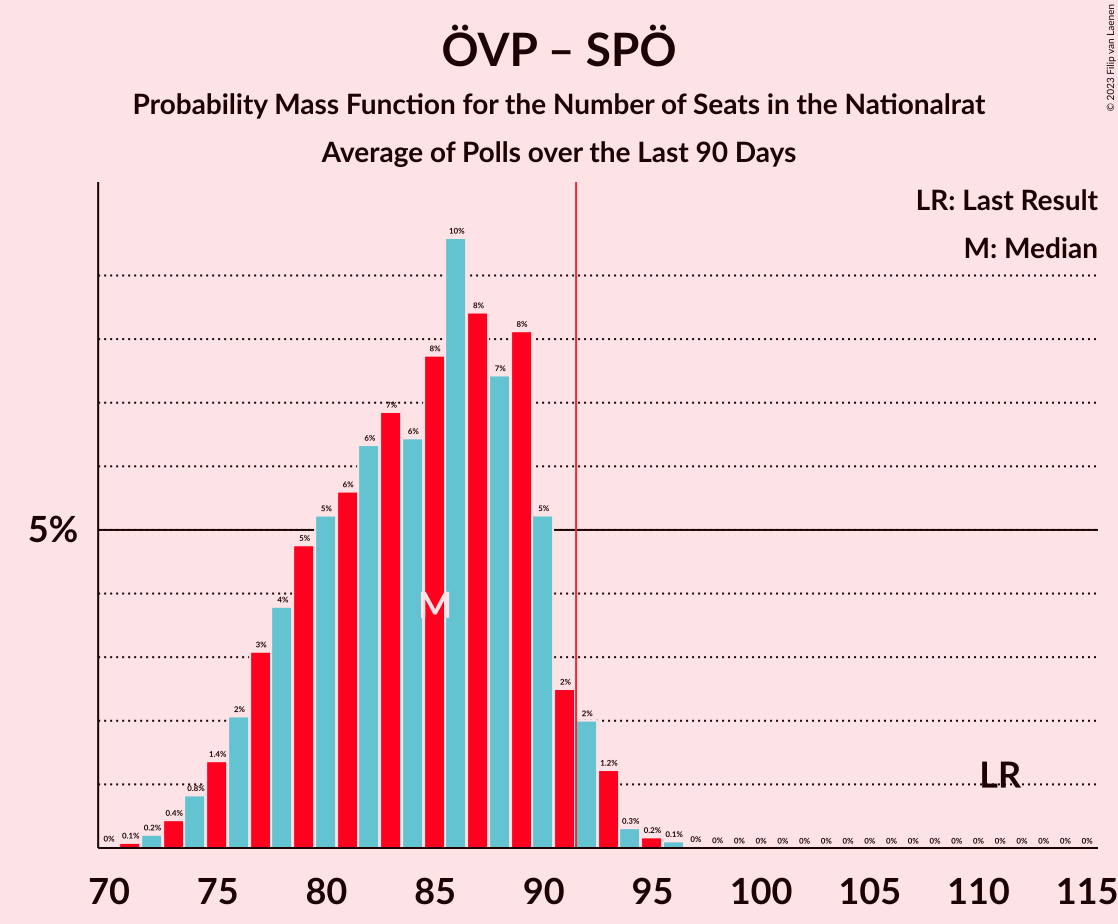 ÖVP – SPÖ
Probability Mass Function for the Number of Seats in the Nationalrat
Average of Polls over the Last 90 Days
© 2023 Filip van Laenen
LR: Last Result
M: Median
5%
0% 0.1% 0.2% 0.4% 0.8% 1.4% 2% 3% 4% 5% 5% 6% 6% 7% 6% 8% 10% 8% 7% 8% 5% 2% 2% 1.2% 0.3% 0.2% 0.1% 0% 0% 0% 0% 0% 0% 0% 0% 0% 0% 0% 0% 0% 0% 0% 0% 0% 0% 0%
M
LR
70 75 80 85 90 95 100 105 110 115